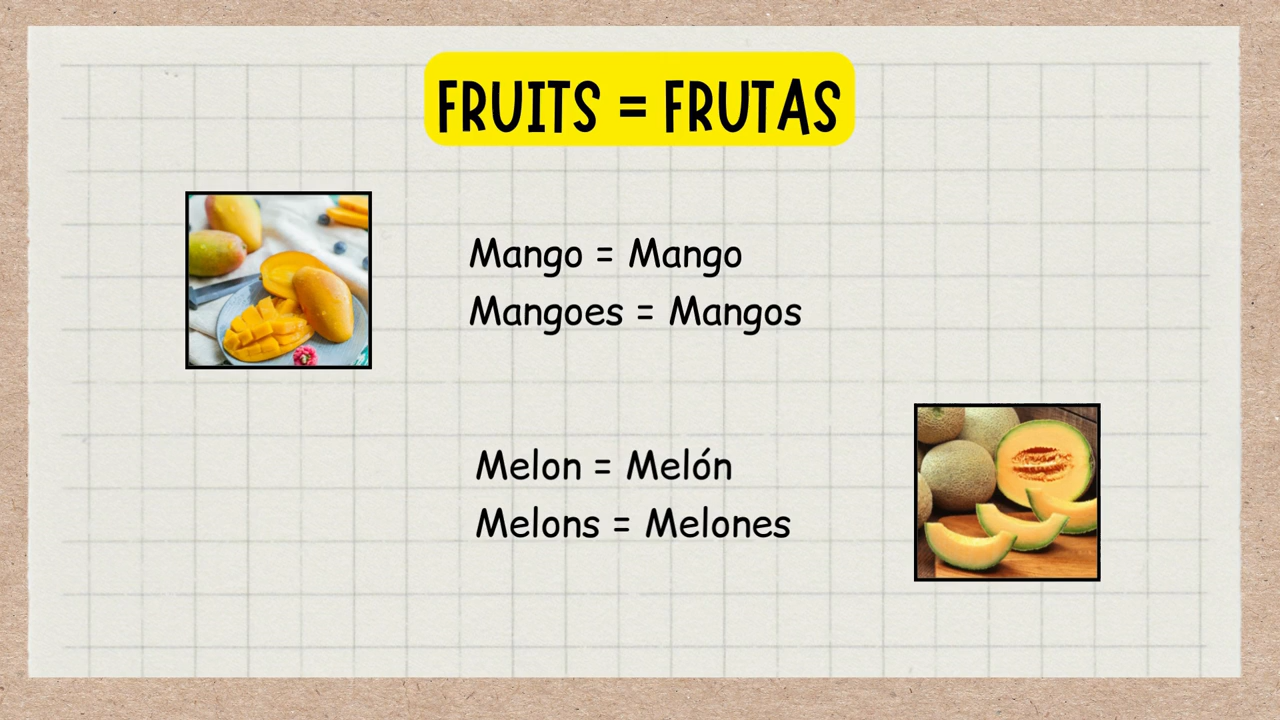 FRUITS = FRUTAS
Mango = Mango
Mangoes = Mangos
Melon = Melón
Melons = Melones